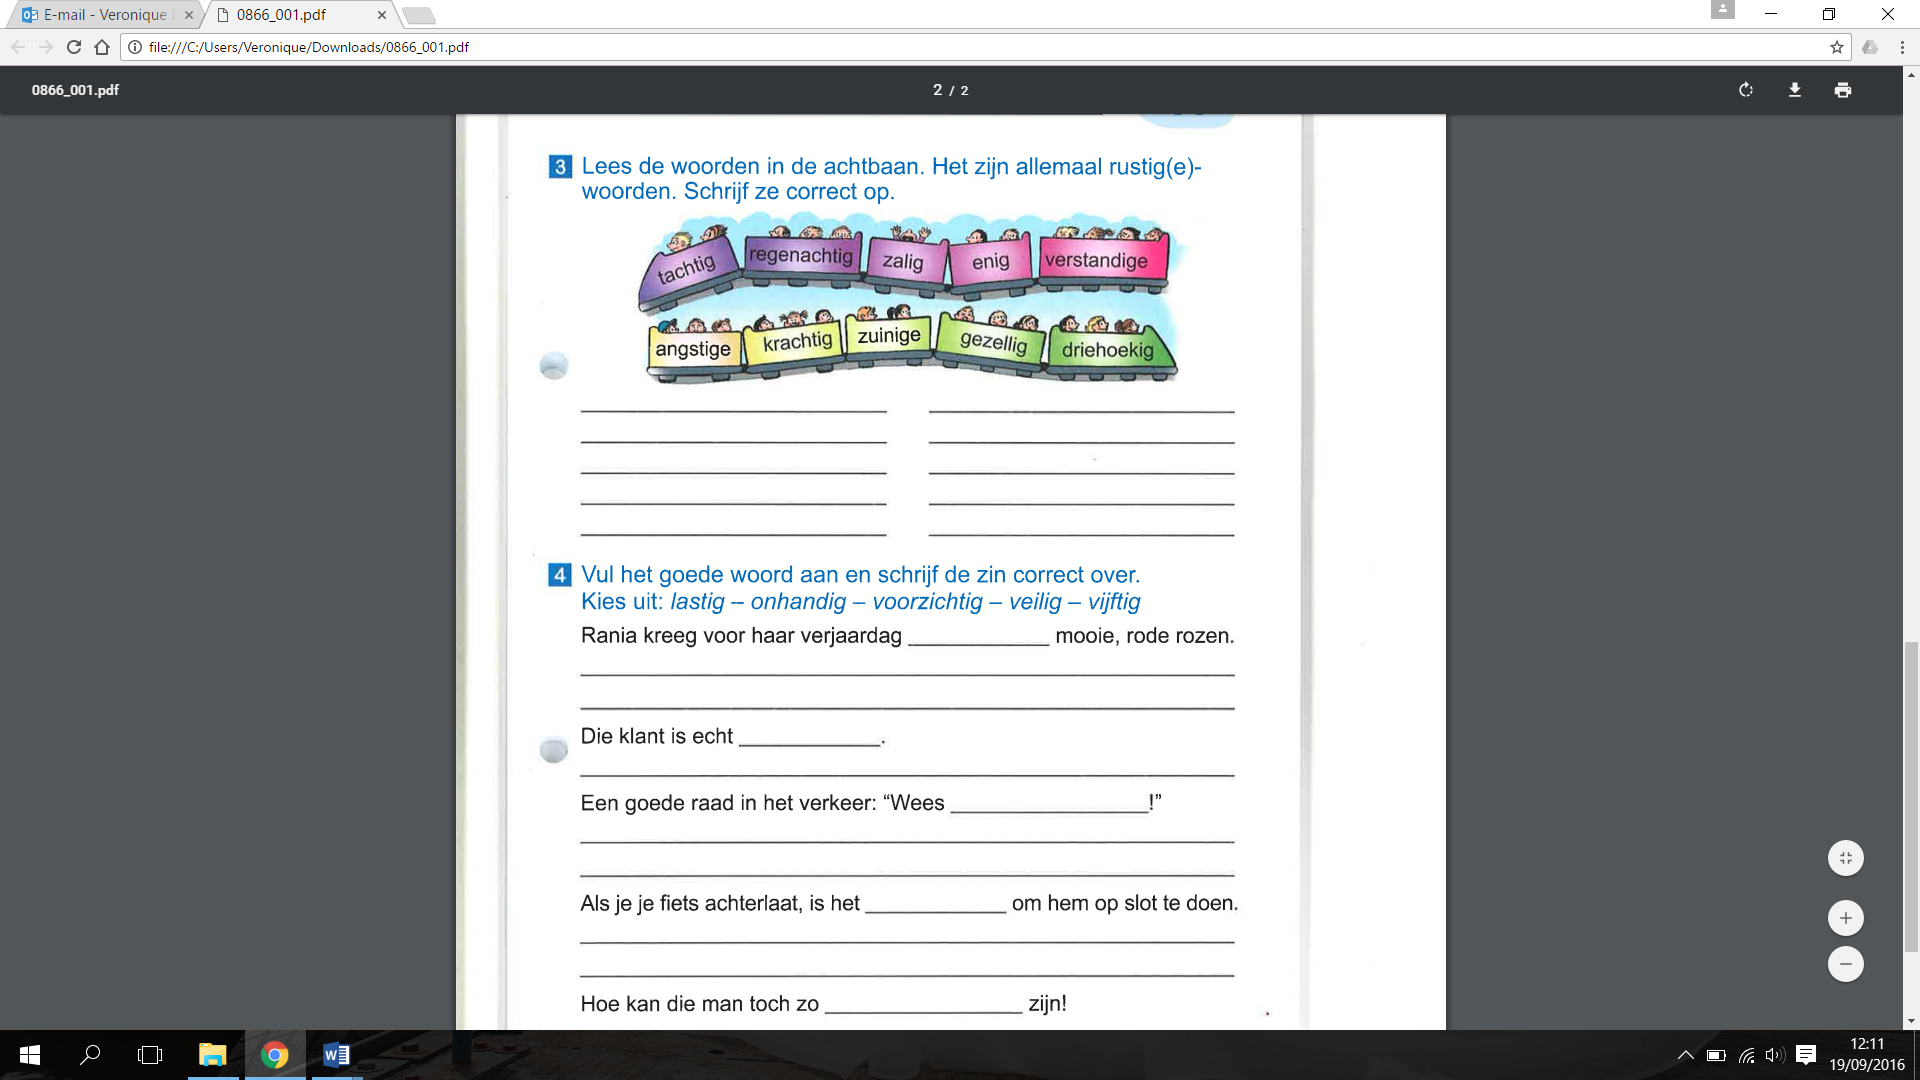 E-mail - Veronique
0866_001.pdf
file:///C:/Users/Veronique/Downloads/0866_001.pdf
0866_001.pdf
2 / 2
3 Lees de woorden in de achtbaan. Het zijn allemaal rustig(e)-
woorden. Schrijf ze correct op.
tachtig regenachtig zalig enig verstandige
angstige krachtig zuinige gezellig driehoekig
4 Vul het goede woord aan en schrijf de zin correct over.
Kies uit: lastig – onhandig – voorzichtig – veilig – vijftig
Rania kreeg voor haar verjaardag ___________ mooie, rode rozen.
Die klant is echt ___________.
Een goede raad in het verkeer: “Wees ________________!”
Als je je fiets achterlaat, is het ___________ om hem op slot te doen.
Hoe kan die man toch zo ________________ zijn!
12:11
19/09/2016